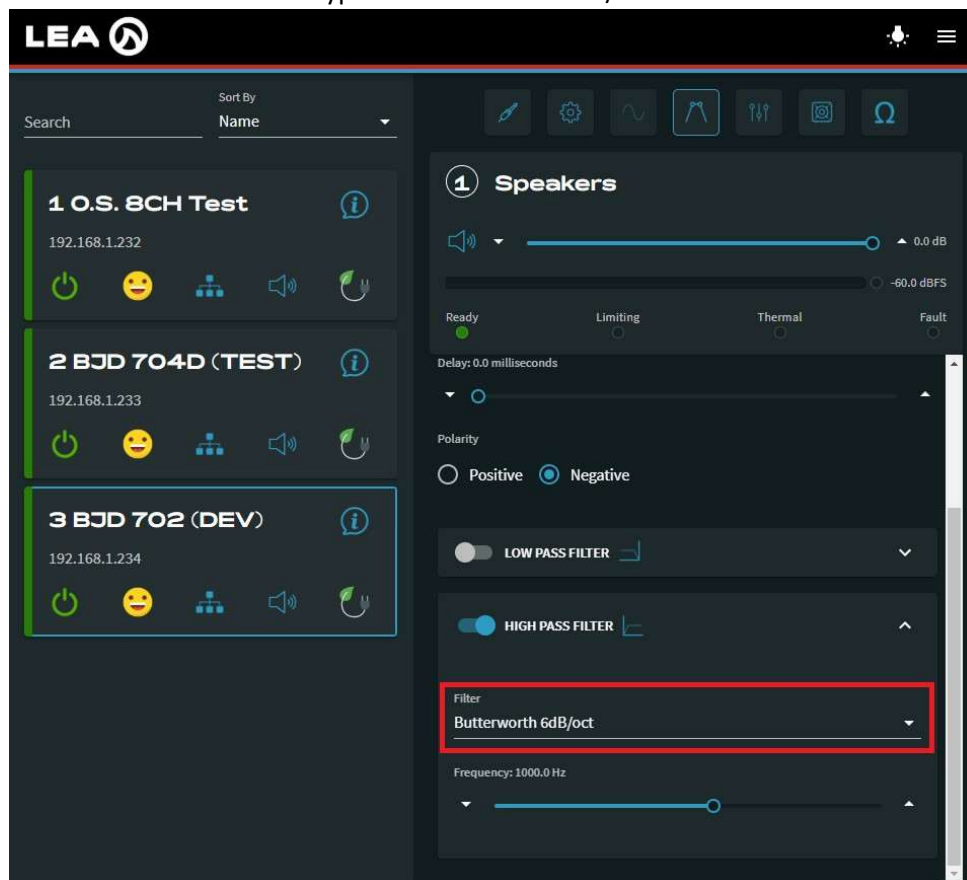 LEA
Search
Sort By
Name
1 O.S. 8CH Test
192.168.1.232
2 BJD 704D (TEST)
192.168.1.233
3 BJD 702 (DEV)
192.168.1.234
1 Speakers
0.0 dB
-60.0 dBFS
Ready Limiting Thermal Fault
Delay: 0.0 milliseconds
Polarity
Positive Negative
LOW PASS FILTER
HIGH PASS FILTER
Filter
Butterworth 6dB/oct
Frequency: 1000.0 Hz